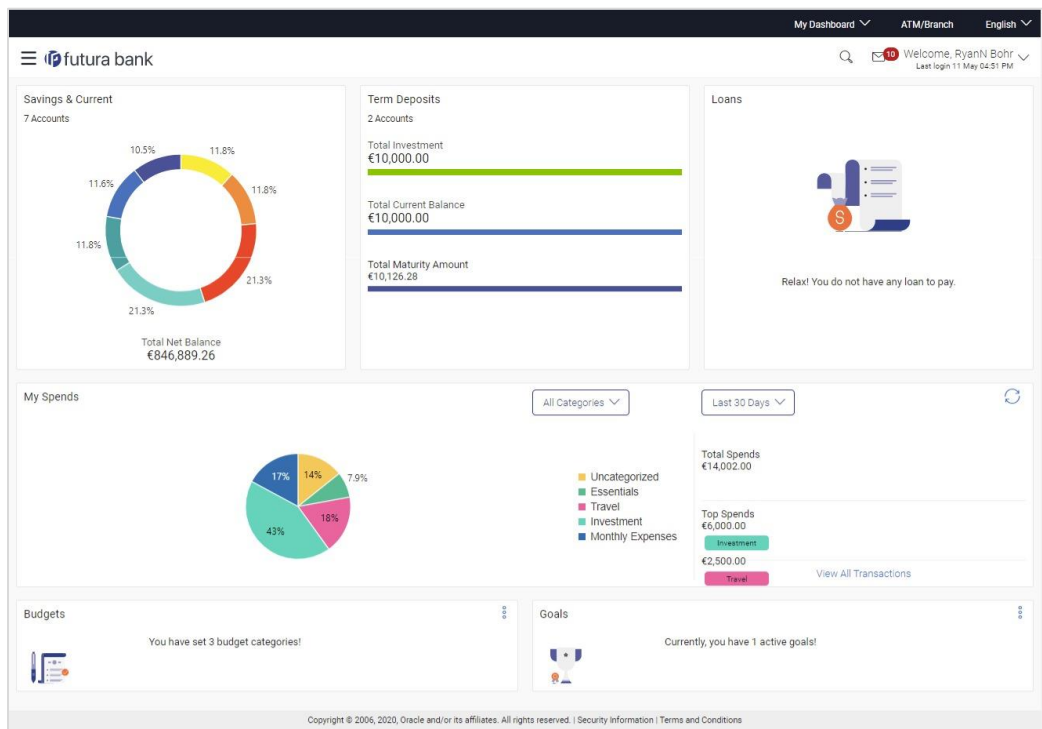 My Dashboard
ATM/Branch
English
futura bank
10
Welcome, RyanN Bohr
Last login 11 May 04:51 PM
Savings & Current
7 Accounts
10.5%
11.8%
11.6%
11.8%
11.8%
21.3%
21.3%
Total Net Balance
€846,889.26
Term Deposits
2 Accounts
Total Investment
€10,000.00
Total Current Balance
€10,000.00
Total Maturity Amount
€10,126.28
Loans
S
Relax! You do not have any loan to pay.
My Spends
All Categories
Last 30 Days
17%
14%
7.9%
18%
43%
Uncategorized
Essentials
Travel
Investment
Monthly Expenses
Total Spends
€14,002.00
Top Spends
€6,000.00
Investment
€2,500.00
Travel
View All Transactions
Budgets
You have set 3 budget categories!
Goals
Currently, you have 1 active goals!
Copyright © 2006, 2020, Oracle and/or its affiliates. All rights reserved. | Security Information | Terms and Conditions